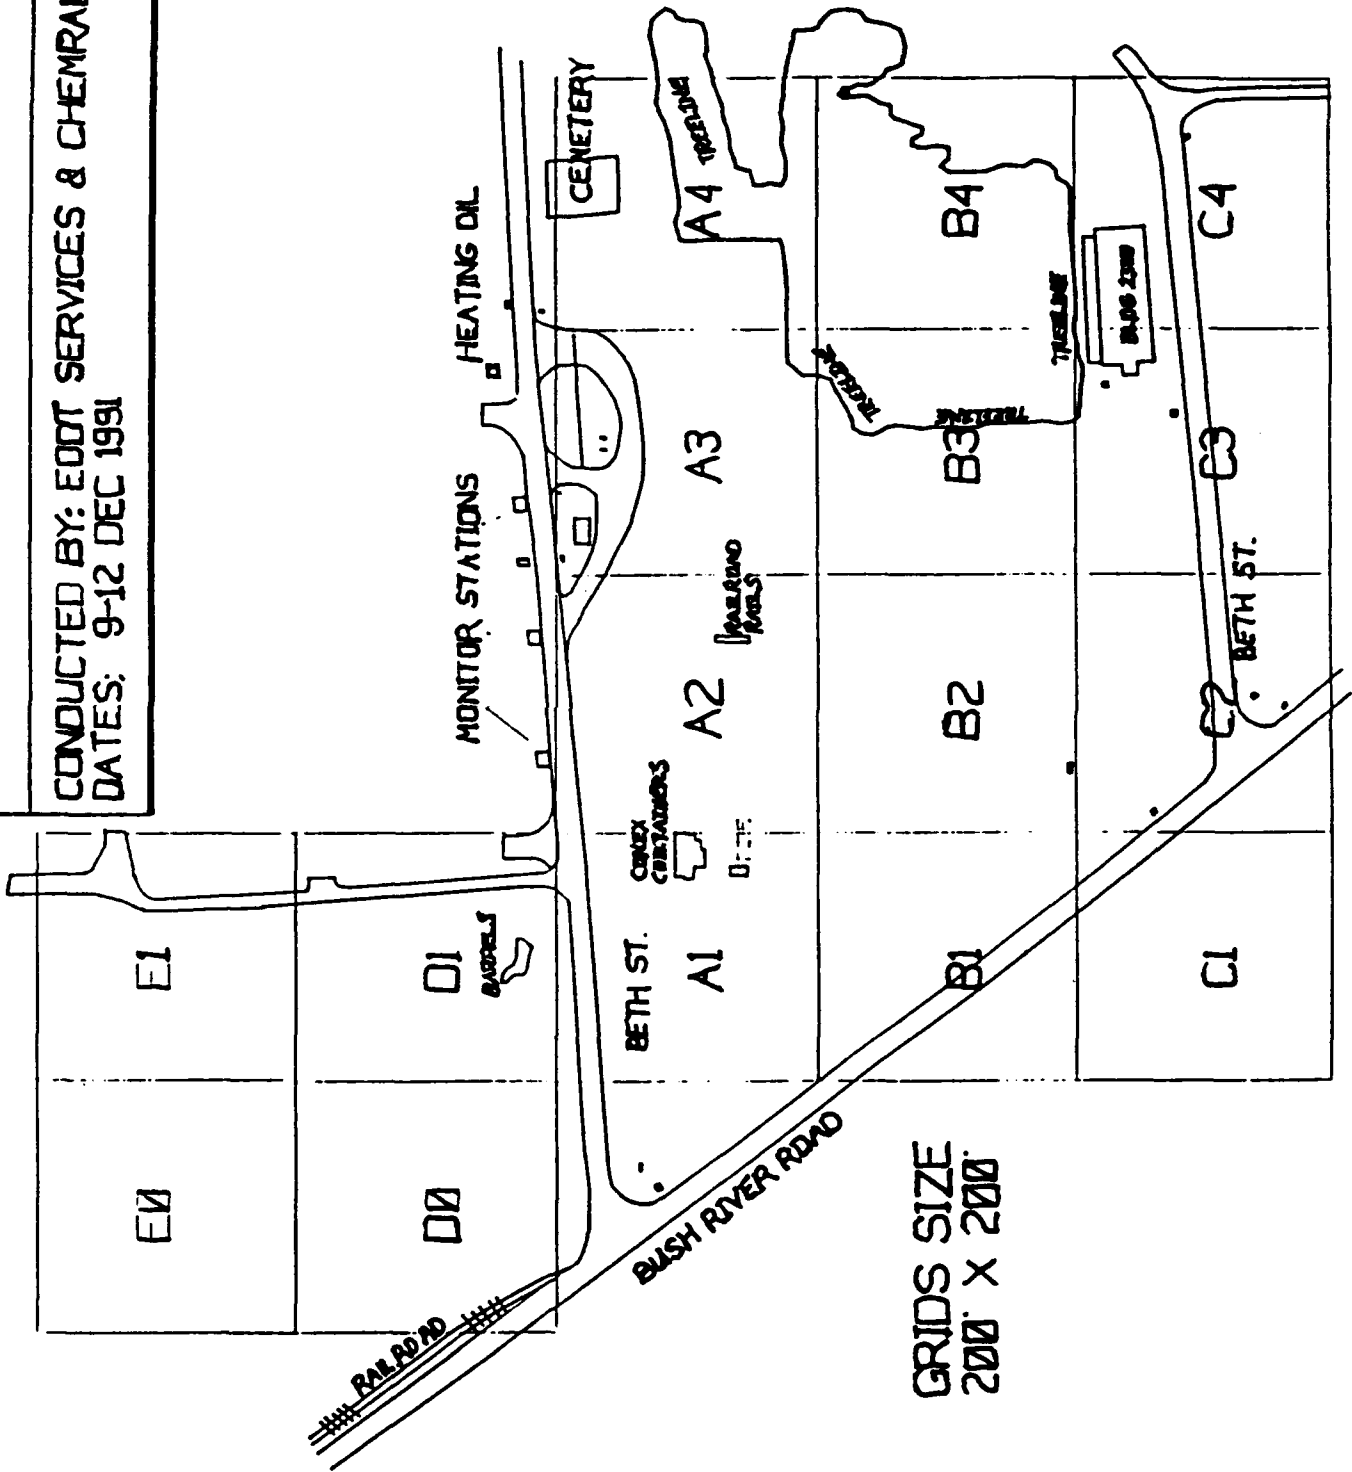 CONDUCTED BY: EODT SERVICES & CHEMRA
DATES: 9-12 DEC 1991
E0
E1
RAILROAD
D0
D1
MONITOR STATIONS
HEATING OIL
BARRELS
CEMETERY
BETH ST.
CONEX
CONTAINERS
TREELINE
A1
A2
A3
A4
RAILROAD
RAILS
BUSH RIVER ROAD
TREELINE
GRIDS SIZE
200' X 200'
B1
B2
B3
B4
TREELINE
TREELINE
BLDG
C1
C2
C3
C4
BETH ST.